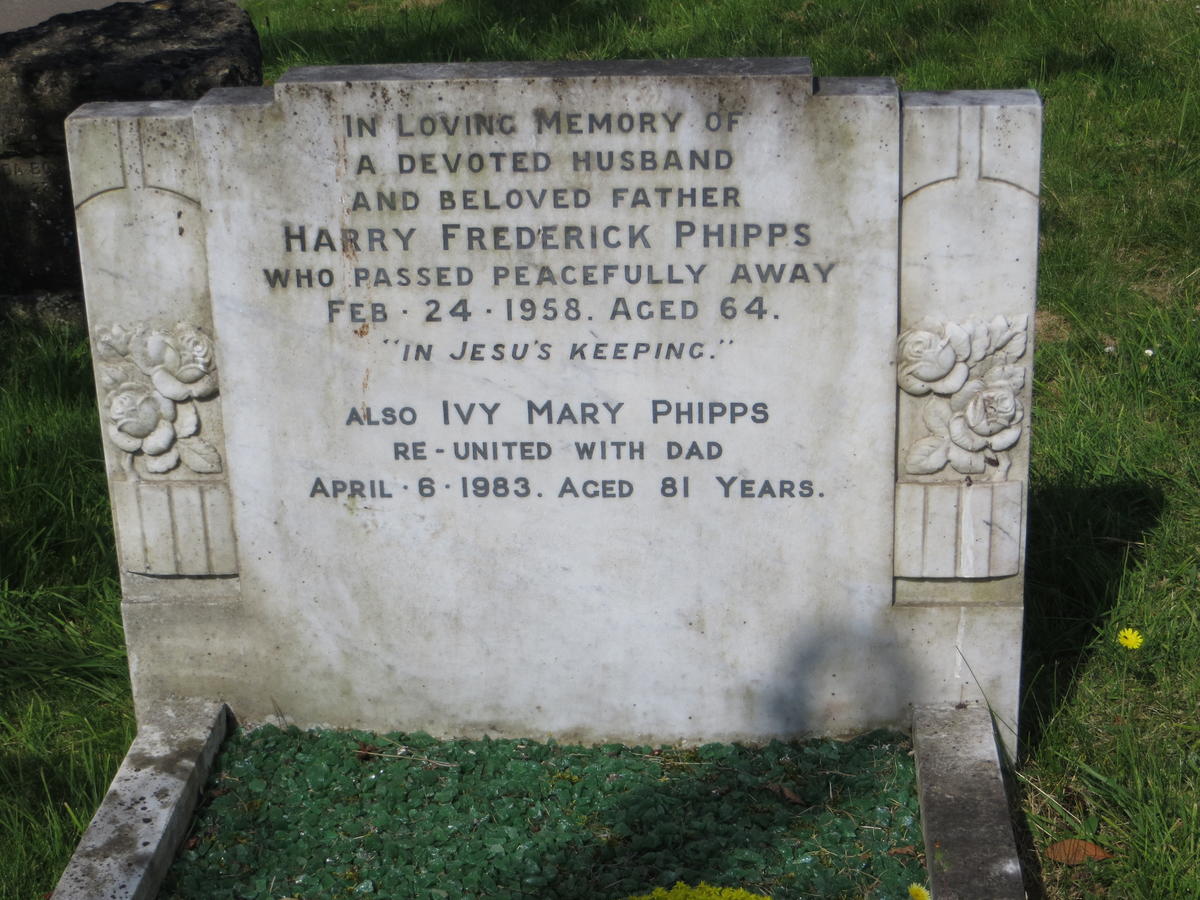 IN LOVING MEMORY OF
A DEVOTED HUSBAND
AND BELOVED FATHER
HARRY FREDERICK PHIPPS
WHO PASSED PEACEFULLY AWAY
FEB · 24 · 1958. AGED 64.
"IN JESU'S KEEPING."
ALSO IVY MARY PHIPPS
RE-UNITED WITH DAD
APRIL · 6 · 1983. AGED 81 YEARS.